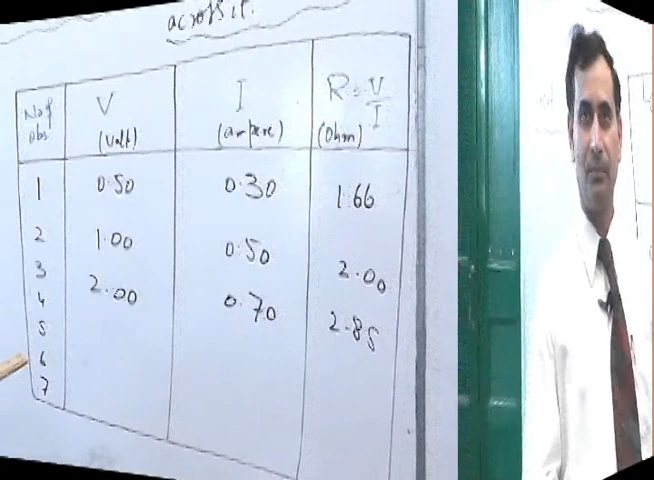 across it.
No of obs V (Volt) I (ampere) R = V/I (Ohm)
1 0.50 0.30 1.66
2 1.00 0.50 2.00
3 2.00 0.70 2.85
4
5
6
7